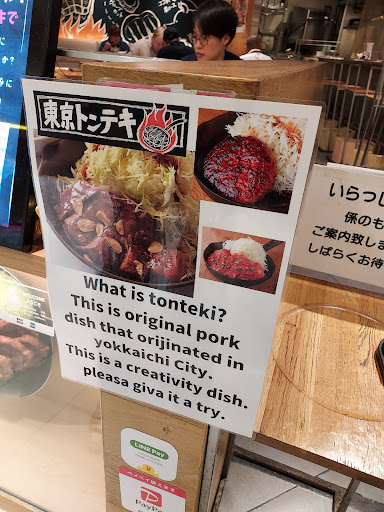 東京トンテキ
What is tonteki?
This is original pork
dish that orijinated in
yokkaichi City.
This is a creativity dish.
pleasa giva it a try.
いらっし
係のも
ご案内致しま
しばらくお待
LINE Pay
PayPa